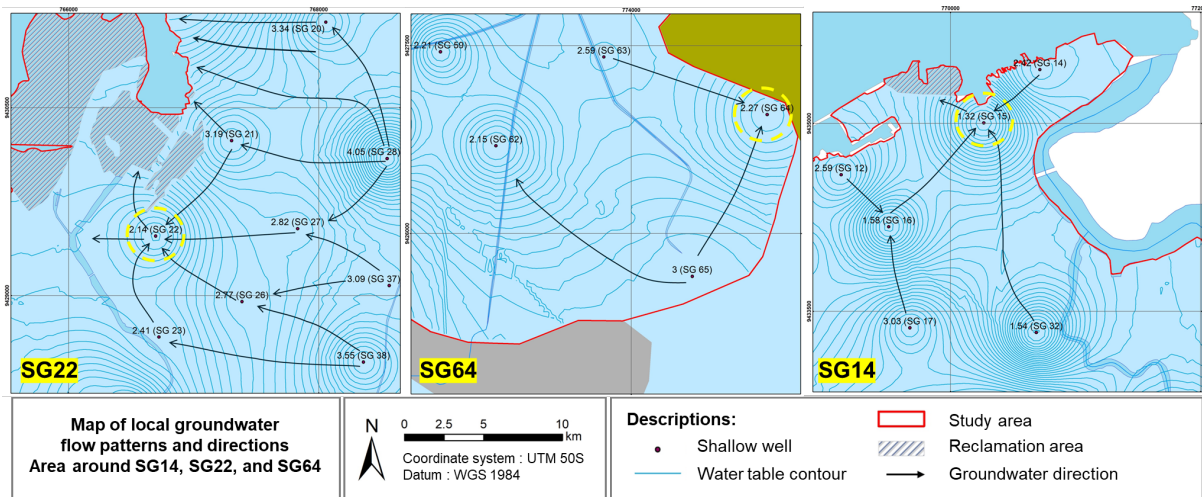 766000
768000
9430000
9429000
3.34 (SG 20)
3.19 (SG 21)
4.05 (SG 28)
2.14 (SG 22)
2.82 (SG 27)
3.09 (SG 37)
2.77 (SG 26)
2.41 (SG 23)
3.55 (SG 38)
SG22
774000
9427500
2.21 (SG 59)
2.59 (SG 63)
2.27 (SG 64)
2.15 (SG 62)
3 (SG 65)
SG64
770000
9435000
2.42 (SG 14)
1.32 (SG 15)
2.59 (SG 12)
1.58 (SG 16)
3.03 (SG 17)
1.54 (SG 32)
SG14
Map of local groundwater
flow patterns and directions
Area around SG14, SG22, and SG64
N
0 2.5 5 10
km
Coordinate system : UTM 50S
Datum : WGS 1984
Descriptions:
Shallow well
Water table contour
Study area
Reclamation area
Groundwater direction